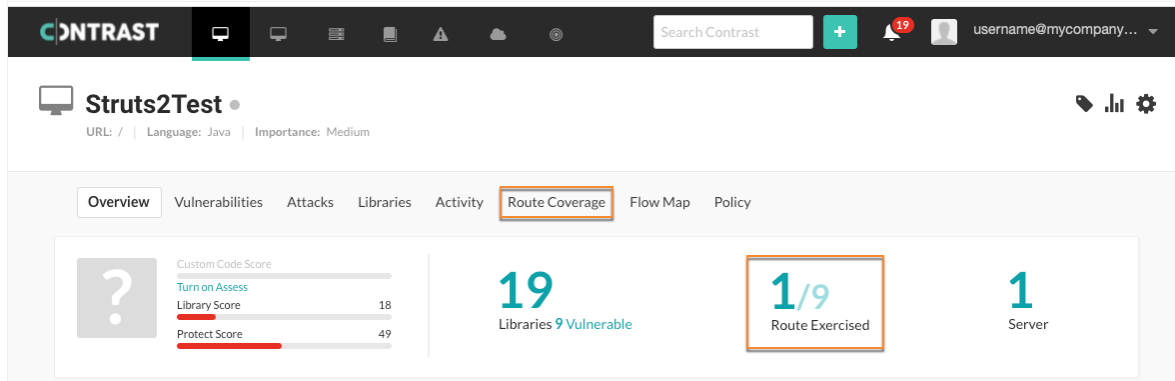 CONTRAST
Search Contrast
+
19
username@mycompany...
Struts2Test
URL: / | Language: Java | Importance: Medium
Overview Vulnerabilities Attacks Libraries Activity Route Coverage Flow Map Policy
?
Custom Code Score
Turn on Assess
Library Score 18
Protect Score 49
19
Libraries 9 Vulnerable
1/9
Route Exercised
1
Server